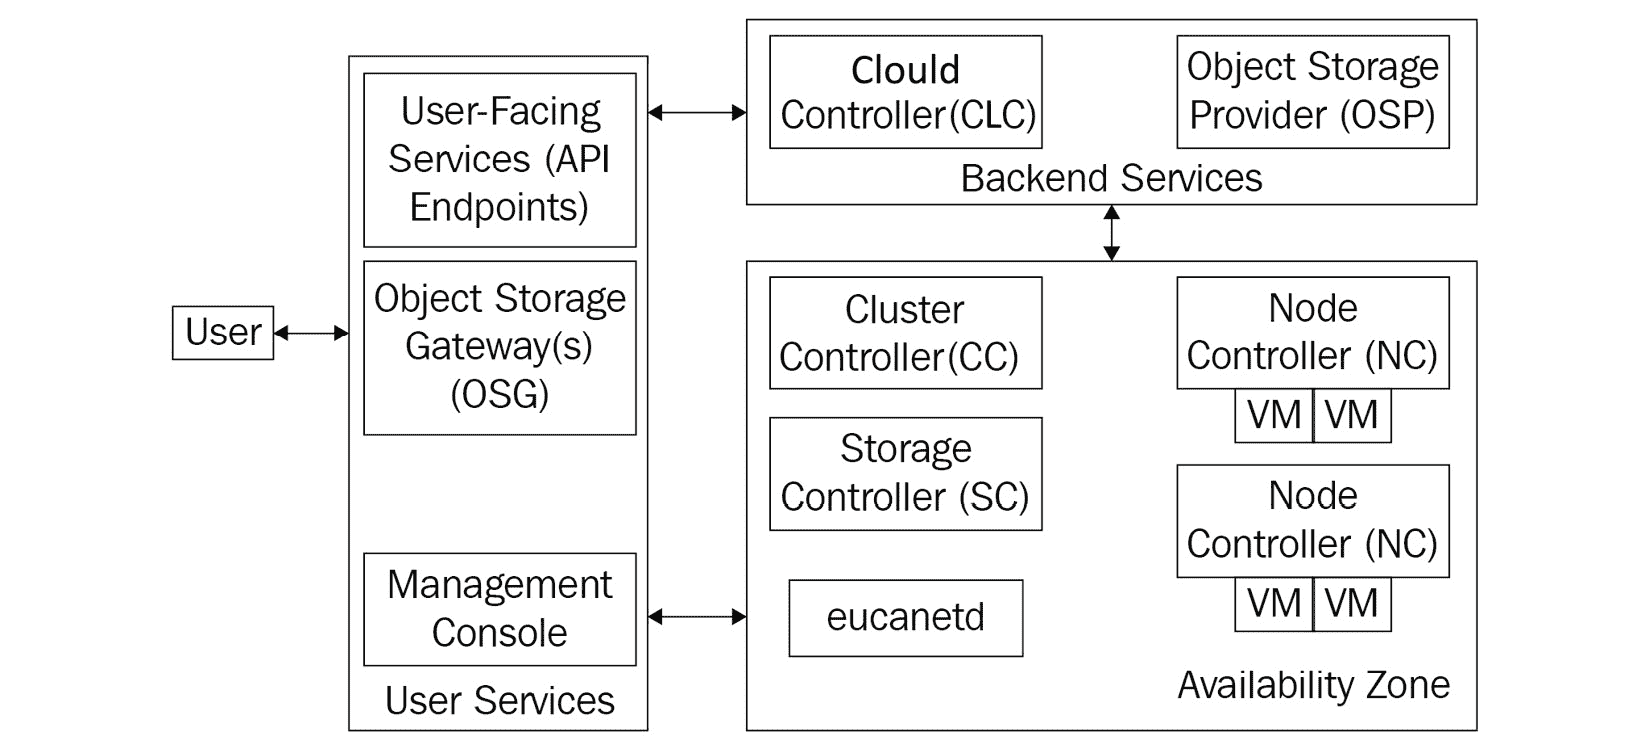 User
User-Facing
Services (API
Endpoints)
Object Storage
Gateway(s)
(OSG)
Management
Console
User Services
Clould
Controller(CLC)
Object Storage
Provider (OSP)
Backend Services
Cluster
Controller(CC)
Storage
Controller (SC)
eucanetd
Node
Controller (NC)
VM VM
Node
Controller (NC)
VM VM
Availability Zone